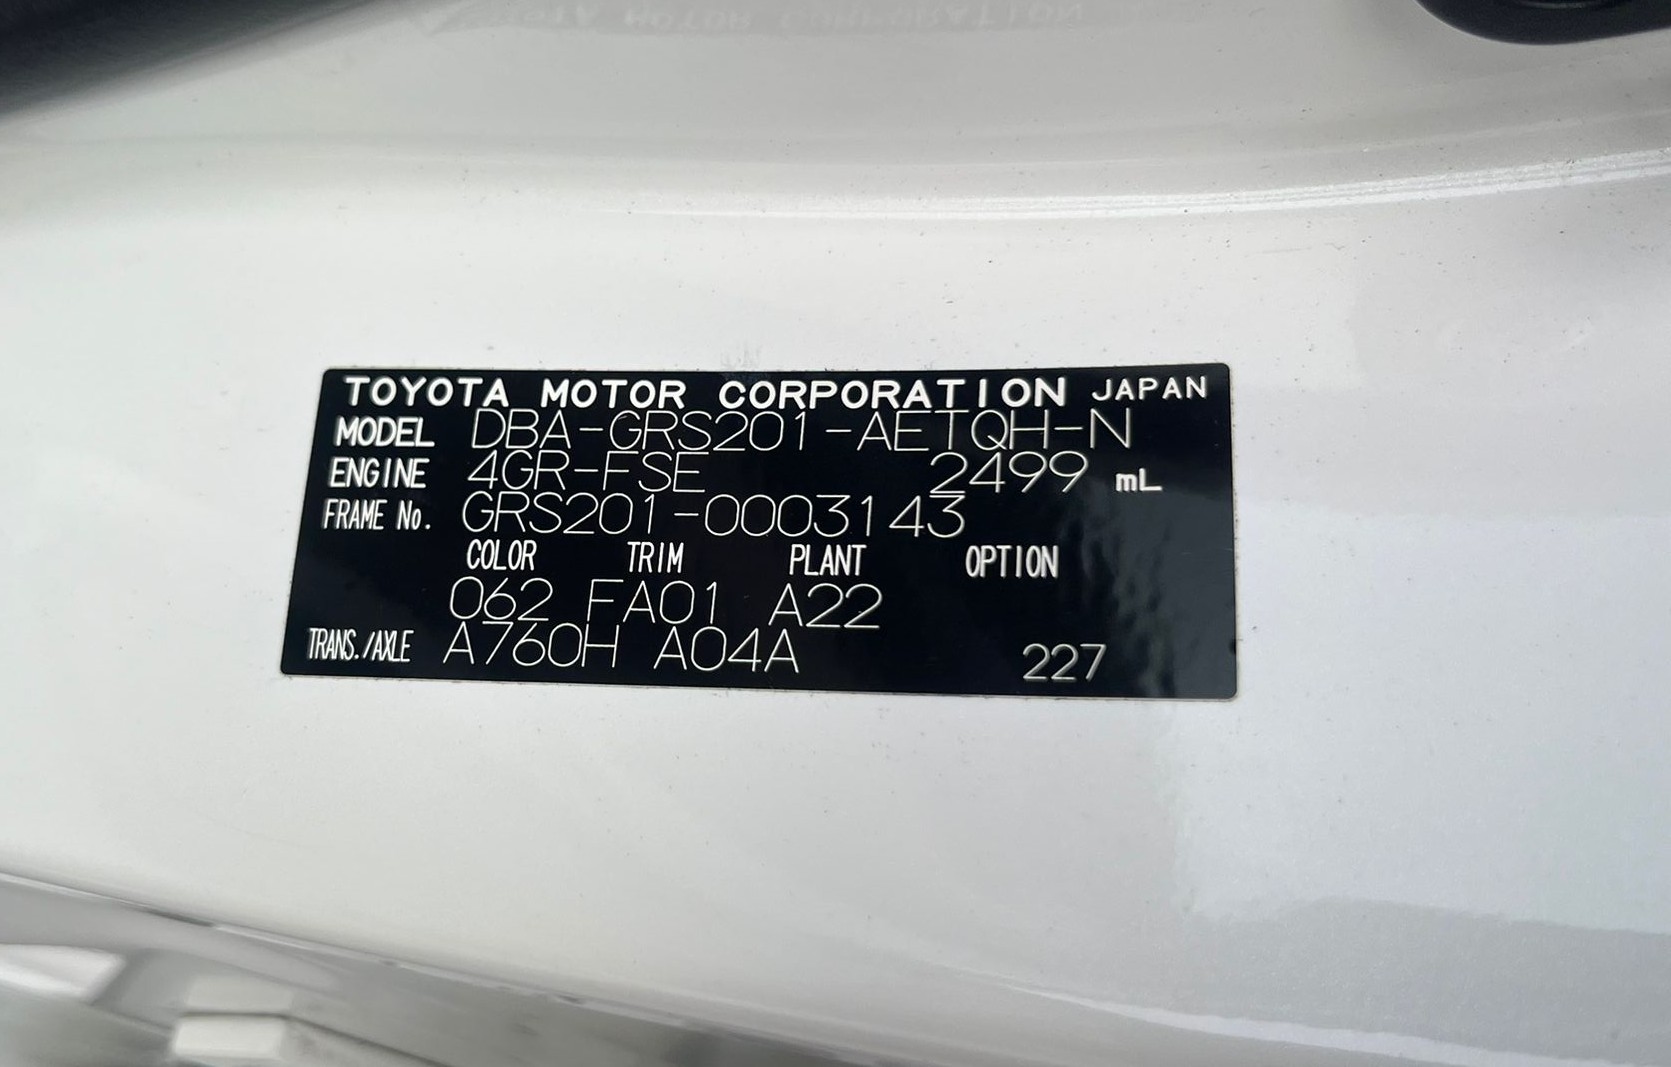 TOYOTA MOTOR CORPORATION JAPAN
MODEL DBA-GRS201-AETQH-N
ENGINE 4GR-FSE 2499 mL
FRAME No. GRS201-0003143
COLOR TRIM PLANT OPTION
062 FA01 A22
TRANS./AXLE A760H A04A 227